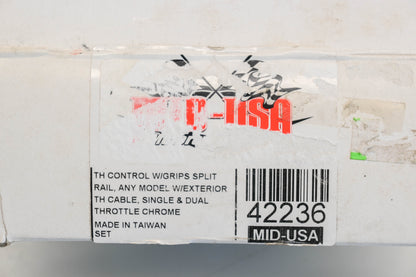 -USA
TH CONTROL W/GRIPS SPLIT
RAIL, ANY MODEL W/EXTERIOR
TH CABLE, SINGLE & DUAL
THROTTLE CHROME
MADE IN TAIWAN
SET
42236
MID-USA